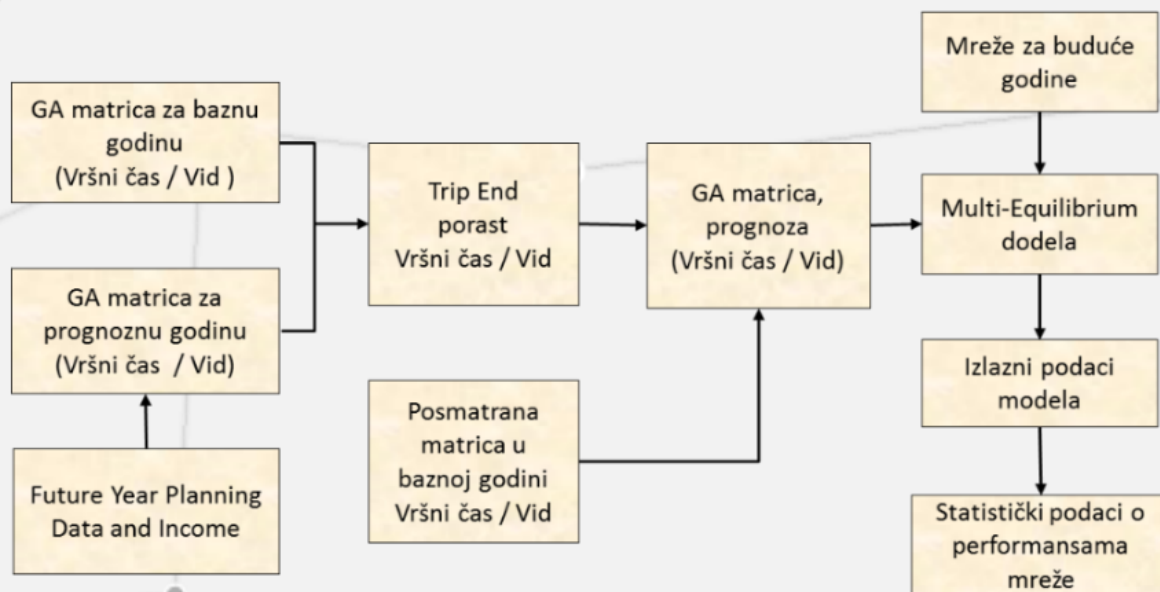 GA matrica za baznu
godinu
(Vršni čas / Vid )
GA matrica za
prognoznu godinu
(Vršni čas / Vid)
Future Year Planning
Data and Income
Trip End
porast
Vršni čas / Vid
Posmatrana
matrica u
baznoj godini
Vršni čas / Vid
GA matrica,
prognoza
(Vršni čas / Vid)
Mreže za buduće
godine
Multi-Equilibrium
dodela
Izlazni podaci
modela
Statistički podaci o
performansama
mreže